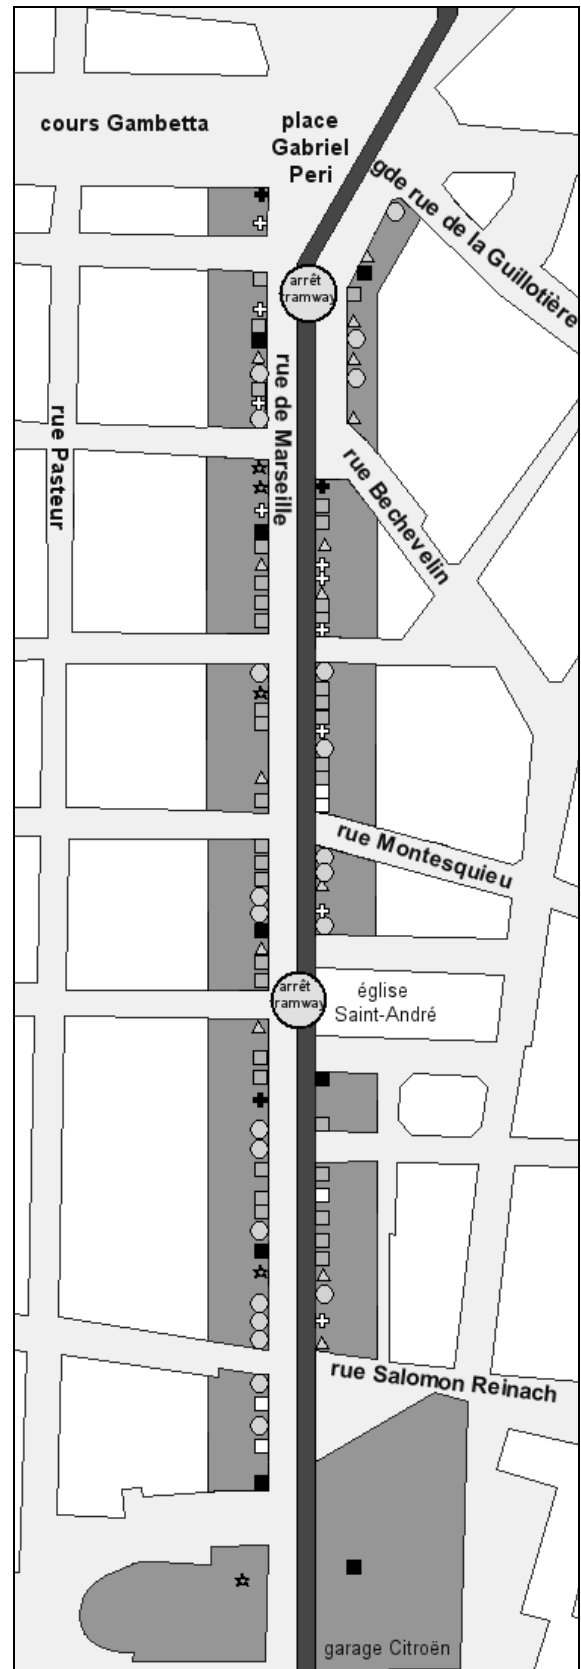 cours Gambetta
place
Gabriel
Peri
gde rue de la Guillotière
arrêt
tramway
rue de Marseille
rue Pasteur
rue Bechevelin
rue Montesquieu
arrêt
tramway
église
Saint-André
rue Salomon Reinach
garage Citroën